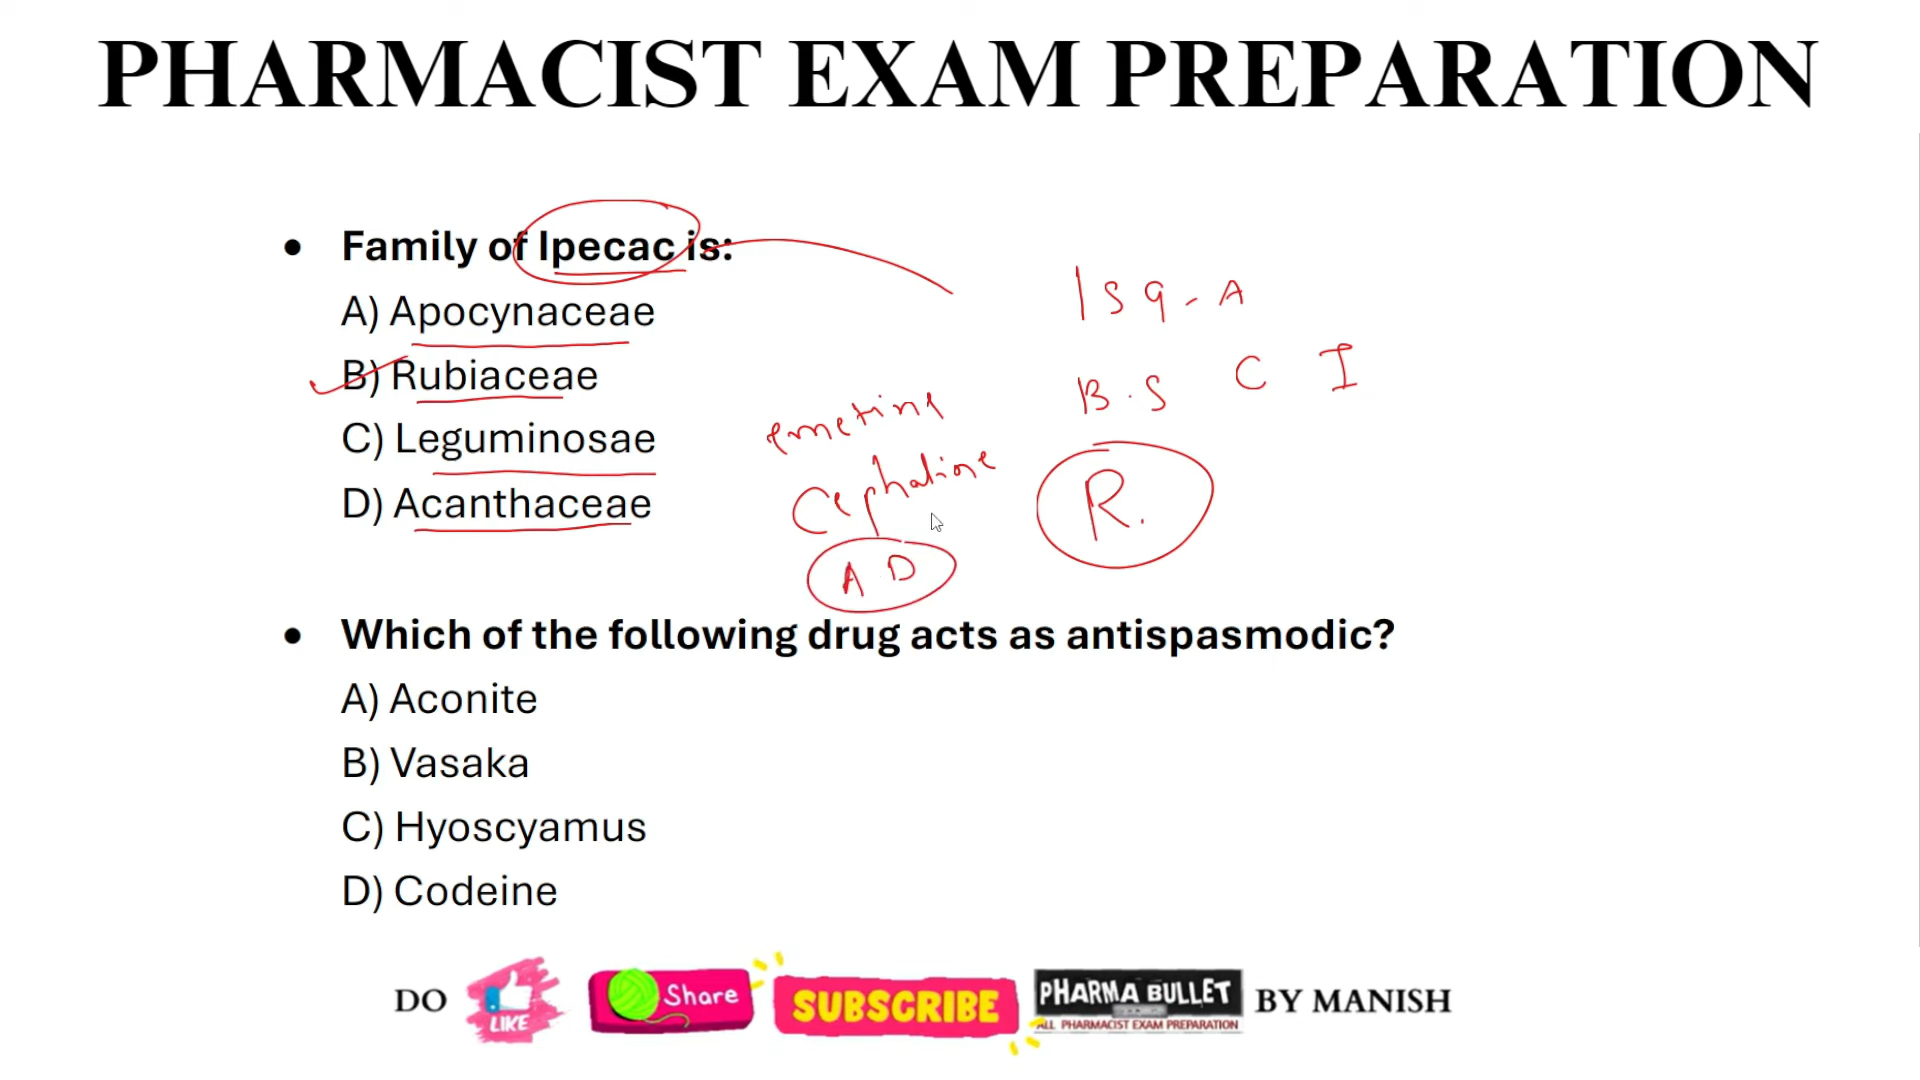 PHARMACIST EXAM PREPARATION
• Family of Ipecac is:
A) Apocynaceae
B) Rubiaceae
C) Leguminosae
D) Acanthaceae
Isq - A
B.S C I
emetine
Cephaline
R.
A D
• Which of the following drug acts as antispasmodic?
A) Aconite
B) Vasaka
C) Hyoscyamus
D) Codeine
DO LIKE Share SUBSCRIBE PHARMA BULLET BY MANISH
ALL PHARMACIST EXAM PREPARATION